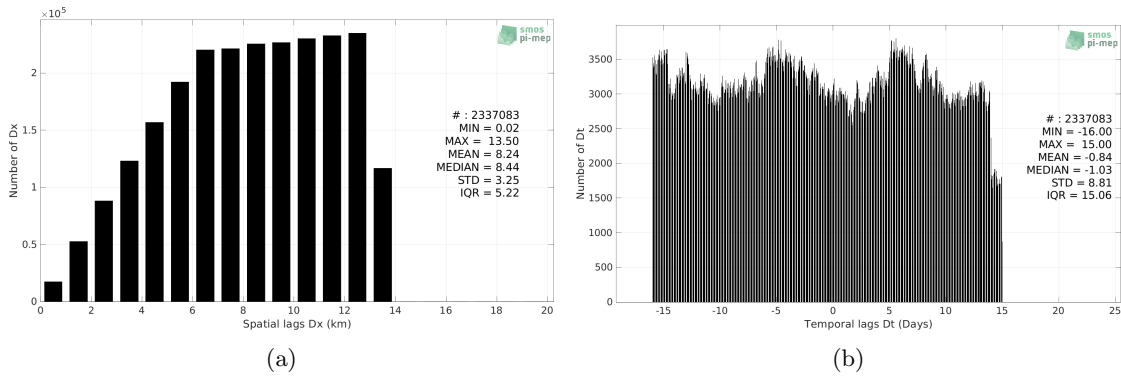 ×10⁵
smos
pi-mep
2
1.5
1
0.5
0
Number of Dx
# : 2337083
MIN = 0.02
MAX = 13.50
MEAN = 8.24
MEDIAN = 8.44
STD = 3.25
IQR = 5.22
0 2 4 6 8 10 12 14 16 18 20
Spatial lags Dx (km)
(a)
smos
pi-mep
3500
3000
2500
2000
1500
1000
500
0
Number of Dt
# : 2337083
MIN = -16.00
MAX = 15.00
MEAN = -0.84
MEDIAN = -1.03
STD = 8.81
IQR = 15.06
-15 -10 -5 0 5 10 15 20 25
Temporal lags Dt (Days)
(b)